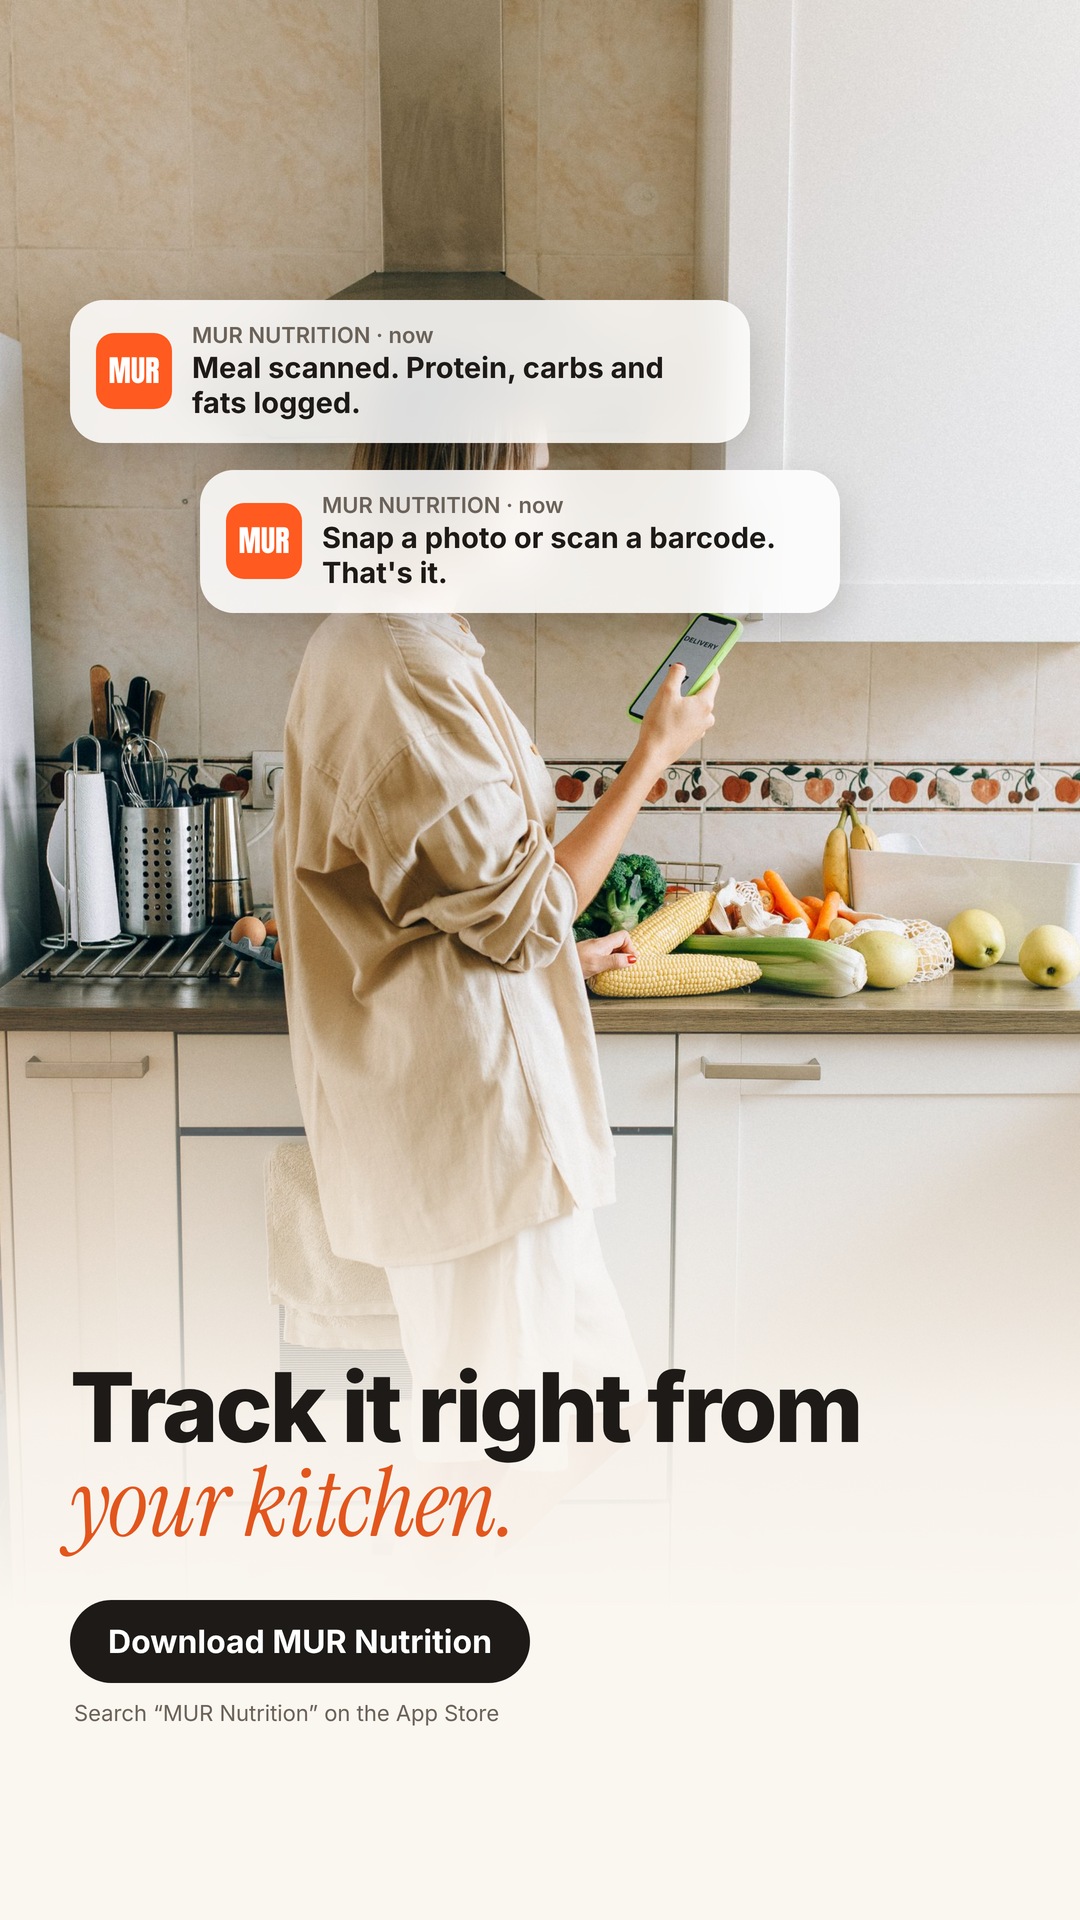 MUR
MUR NUTRITION · now
Meal scanned. Protein, carbs and
fats logged.
MUR
MUR NUTRITION · now
Snap a photo or scan a barcode.
That's it.
DELIVERY
Track it right from
your kitchen.
Download MUR Nutrition
Search “MUR Nutrition” on the App Store